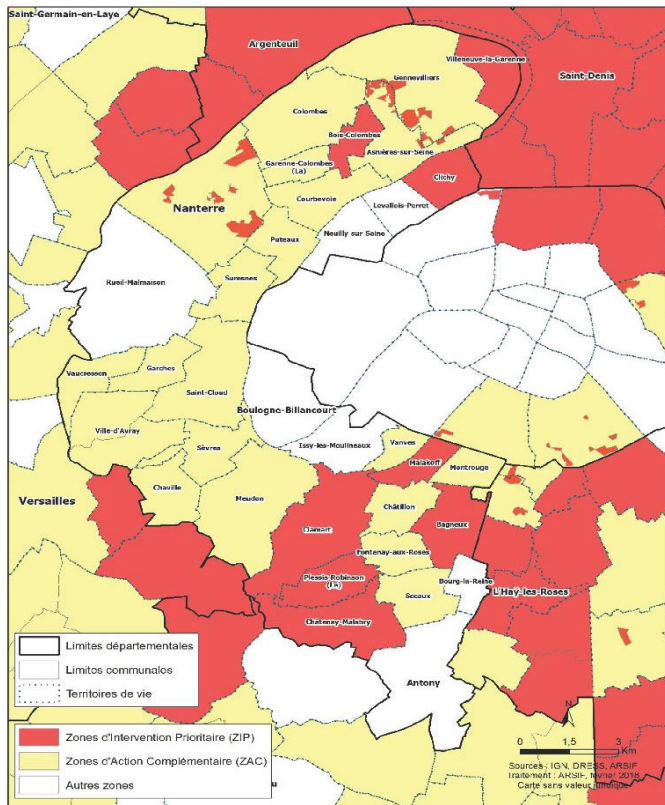 Saint-Germain-en-Laye
Argenteuil
Villeneuve-la-Garenne
Gennevilliers
Saint-Denis
Colombes
Bois-Colombes
Asnières-sur-Seine
Garenne-Colombes
(La)
Clichy
Nanterre
Courbevoie
Levallois-Perret
Neuilly sur Seine
Puteaux
Rueil-Malmaison
Suresnes
Vaucresson
Garches
Saint-Cloud
Boulogne-Billancourt
Ville-d'Avray
Issy-les-Moulineaux
Vanves
Sèvres
Malakoff
Montrouge
Versailles
Chaville
Meudon
Châtillon
Clamart
Bagneux
Fontenay-aux-Roses
Plessis-Robinson
(Le)
Bourg-la-Reine
Sceaux
L'Haÿ-les-Roses
Châtenay-Malabry
Antony
Limites départementales
Limites communales
Territoires de vie
Zones d'Intervention Prioritaire (ZIP)
Zones d'Action Complémentaire (ZAC)
Autres zones
N
0 1,5 3
Km
Sources : IGN, DRESS, ARSIF
Traitement : ARSIF, février 2018
Carte sans valeur juridique